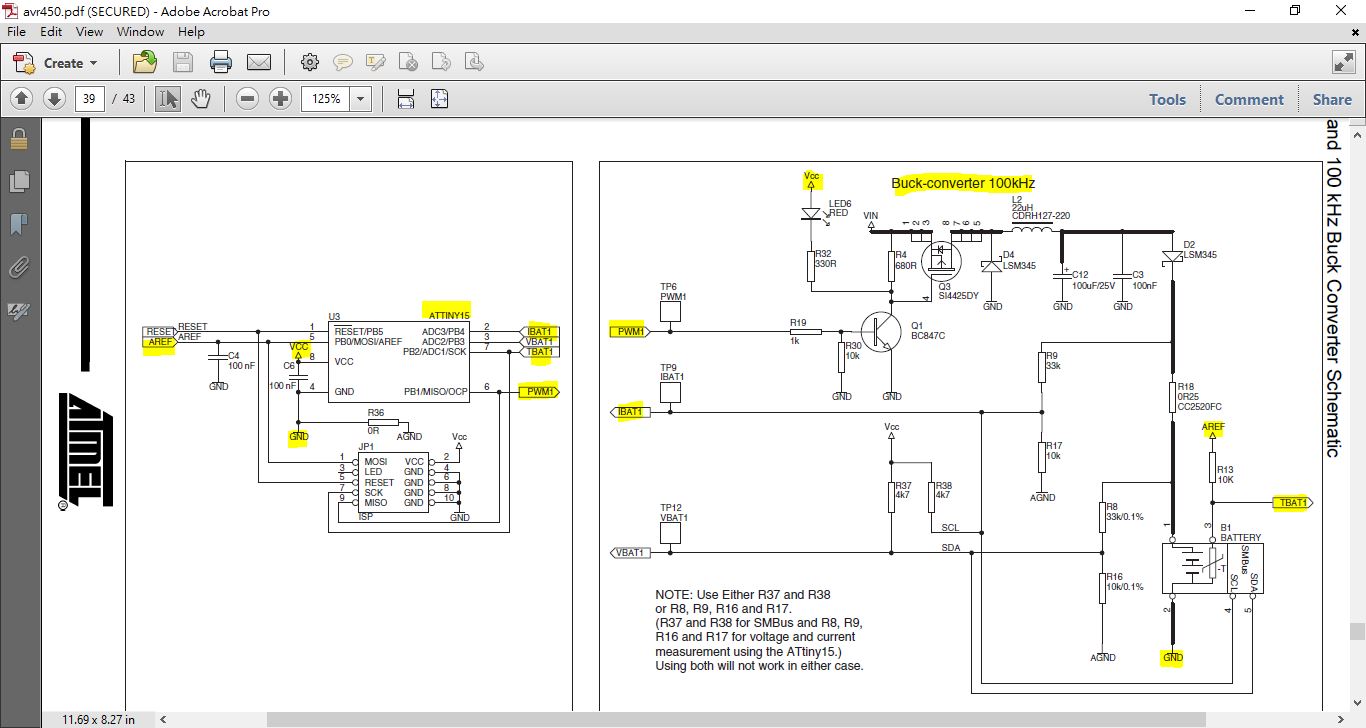 avr450.pdf (SECURED) - Adobe Acrobat Pro
File Edit View Window Help
Create
39 / 43
125%
Tools Comment Share
and 100 kHz Buck Converter Schematic
ATMEL
R
U3
ATTINY15
RESET
RESET
AREF
AREF
1
5
8
4
RESET/PB5
PB0/MOSI/AREF
VCC
GND
ADC3/PB4
ADC2/PB3
PB2/ADC1/SCK
PB1/MISO/OCP
2
3
7
6
IBAT1
VBAT1
TBAT1
PWM1
C4
100 nF
GND
VCC
C6
100 nF
GND
R36
0R
AGND
JP1
1
3
5
7
9
MOSI
LED
RESET
SCK
MISO
VCC
GND
GND
GND
GND
2
4
6
8
10
Vcc
GND
ISP
Buck-converter 100kHz
Vcc
LED6
RED
R32
330R
VIN
R4
680R
1
2
3
8
7
6
5
4
Q3
SI4425DY
L2
22uH
CDRH127-220
D4
LSM345
GND
+
C12
100uF/25V
GND
C3
100nF
GND
D2
LSM345
TP6
PWM1
PWM1
R19
1k
R30
10k
GND
Q1
BC847C
GND
TP9
IBAT1
IBAT1
R9
33k
R17
10k
AGND
R18
0R25
CC2520FC
AREF
R13
10K
TBAT1
Vcc
R37
4k7
R38
4k7
SCL
SDA
TP12
VBAT1
VBAT1
R8
33k/0.1%
R16
10k/0.1%
AGND
B1
BATTERY
1
3
-T
SMBus
SCL
SDA
2
4
5
GND
NOTE: Use Either R37 and R38
or R8, R9, R16 and R17.
(R37 and R38 for SMBus and R8, R9,
R16 and R17 for voltage and current
measurement using the ATtiny15.)
Using both will not work in either case.
11.69 x 8.27 in